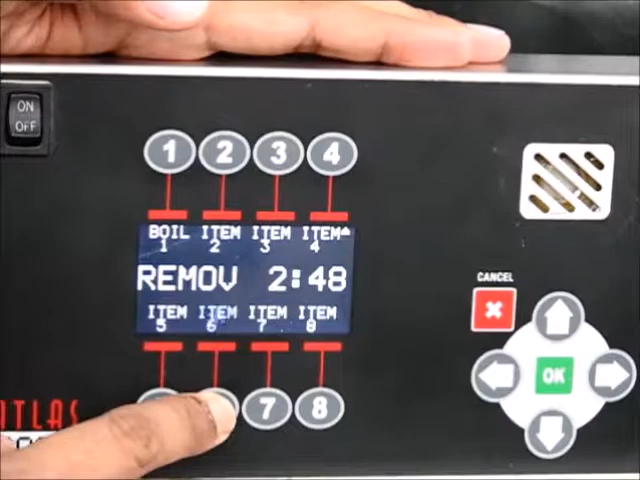 ON
OFF
1 2 3 4
BOIL ITEM ITEM ITEM
1 2 3 4
REMOV 2:48
ITEM ITEM ITEM ITEM
5 6 7 8
7 8
CANCEL
OK
ATLAS